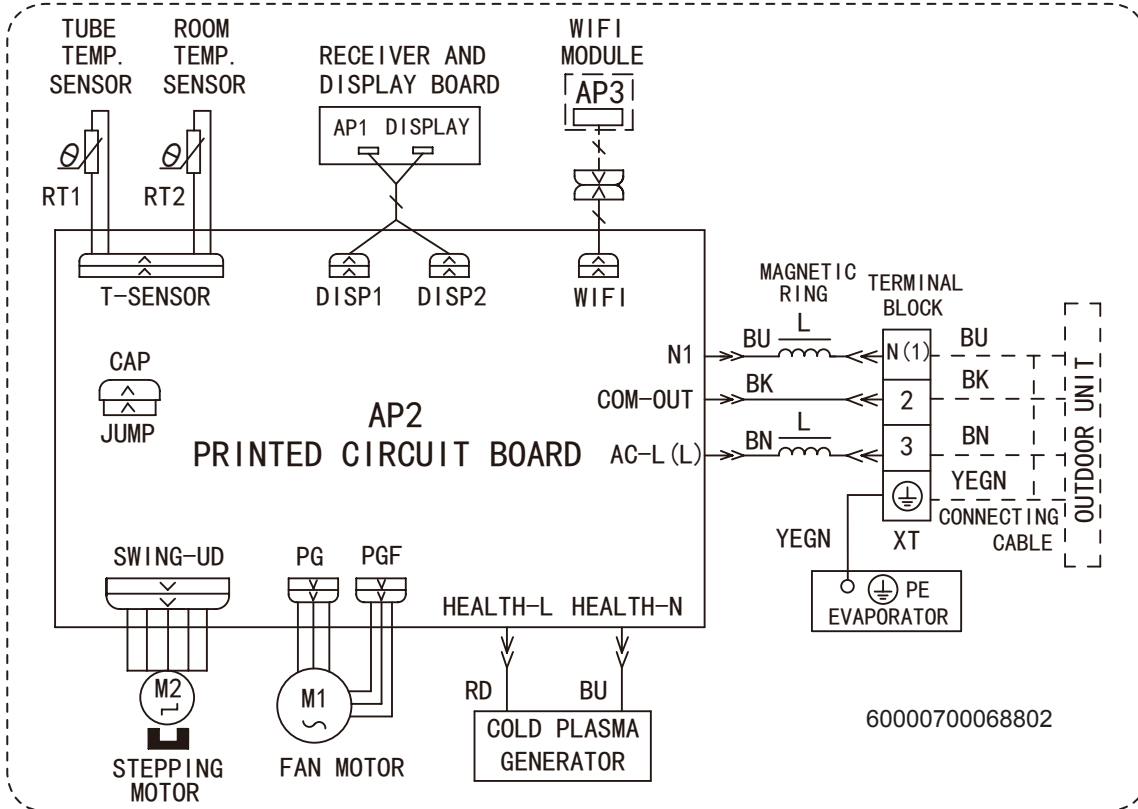 TUBE
TEMP.
SENSOR
ROOM
TEMP.
SENSOR
RECEIVER AND
DISPLAY BOARD
WIFI
MODULE
AP3
AP1 DISPLAY
θ
RT1
θ
RT2
T-SENSOR
DISP1
DISP2
WIFI
MAGNETIC
RING
TERMINAL
BLOCK
CAP
JUMP
AP2
PRINTED CIRCUIT BOARD
N1
BU
L
N(1)
BU
COM-OUT
BK
2
BK
AC-L(L)
BN
L
3
BN
YEGN
OUTDOOR UNIT
CONNECTING
CABLE
YEGN
XT
PE
EVAPORATOR
SWING-UD
PG
PGF
HEALTH-L
HEALTH-N
M2
M1
RD
BU
STEPPING
MOTOR
FAN MOTOR
COLD PLASMA
GENERATOR
60000700068802